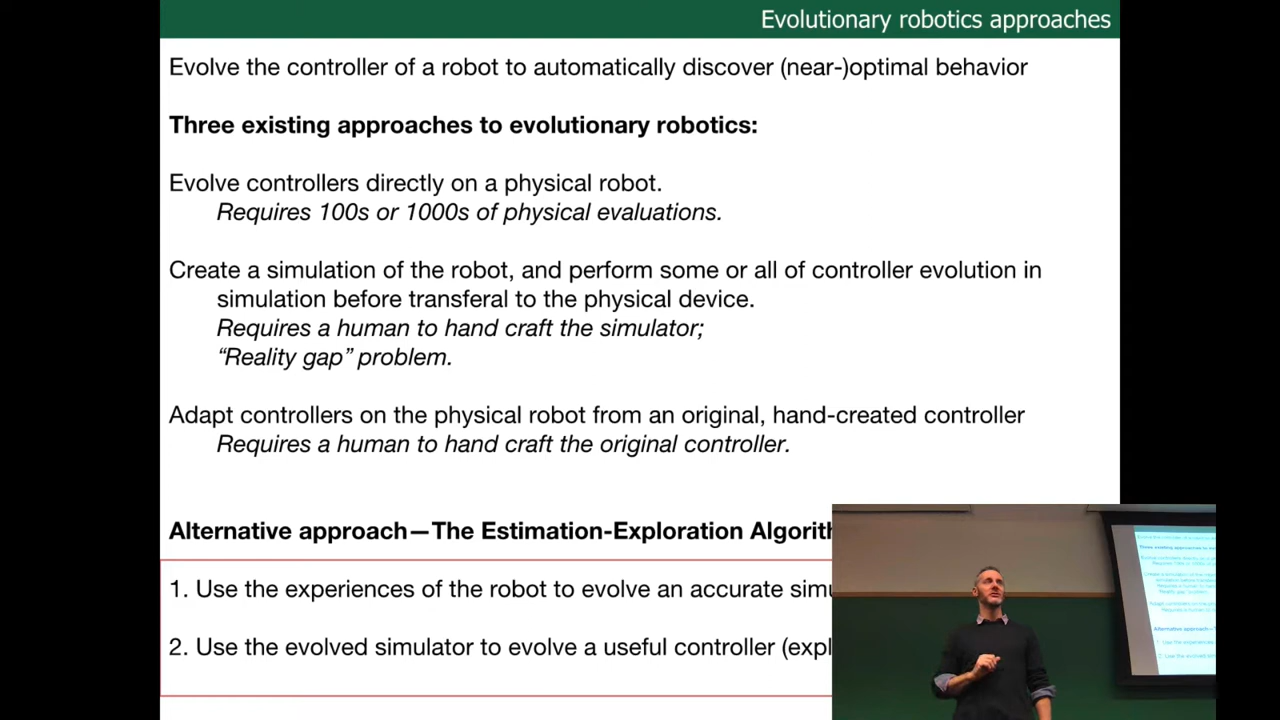 Evolutionary robotics approaches
Evolve the controller of a robot to automatically discover (near-)optimal behavior
Three existing approaches to evolutionary robotics:
Evolve controllers directly on a physical robot.
Requires 100s or 1000s of physical evaluations.
Create a simulation of the robot, and perform some or all of controller evolution in
simulation before transferal to the physical device.
Requires a human to hand craft the simulator;
“Reality gap” problem.
Adapt controllers on the physical robot from an original, hand-created controller
Requires a human to hand craft the original controller.
Alternative approach—The Estimation-Exploration Algorith
1. Use the experiences of the robot to evolve an accurate simu
2. Use the evolved simulator to evolve a useful controller (expl